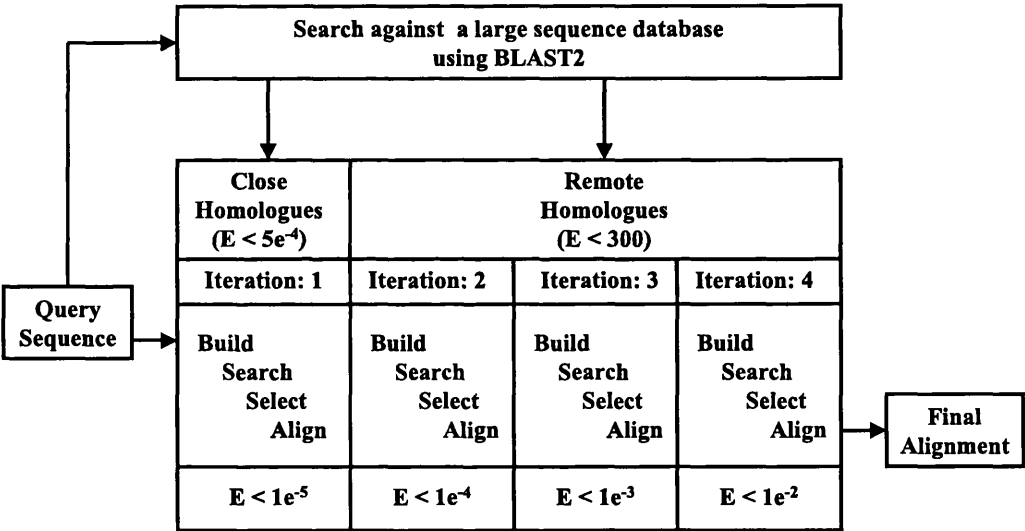 Search against a large sequence database
using BLAST2
Close
Homologues
(E < 5e⁻⁴)
Remote
Homologues
(E < 300)
Iteration: 1
Iteration: 2
Iteration: 3
Iteration: 4
Query
Sequence
Build
Search
Select
Align
Build
Search
Select
Align
Build
Search
Select
Align
Build
Search
Select
Align
Final
Alignment
E < 1e⁻⁵
E < 1e⁻⁴
E < 1e⁻³
E < 1e⁻²